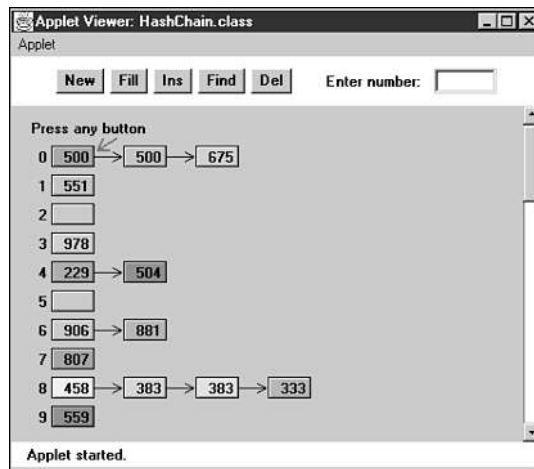 Applet Viewer: HashChain.class
Applet
New Fill Ins Find Del Enter number:
Press any button
0 500 500 675
1 551
2
3 978
4 229 504
5
6 906 881
7 807
8 458 383 383 333
9 559
Applet started.